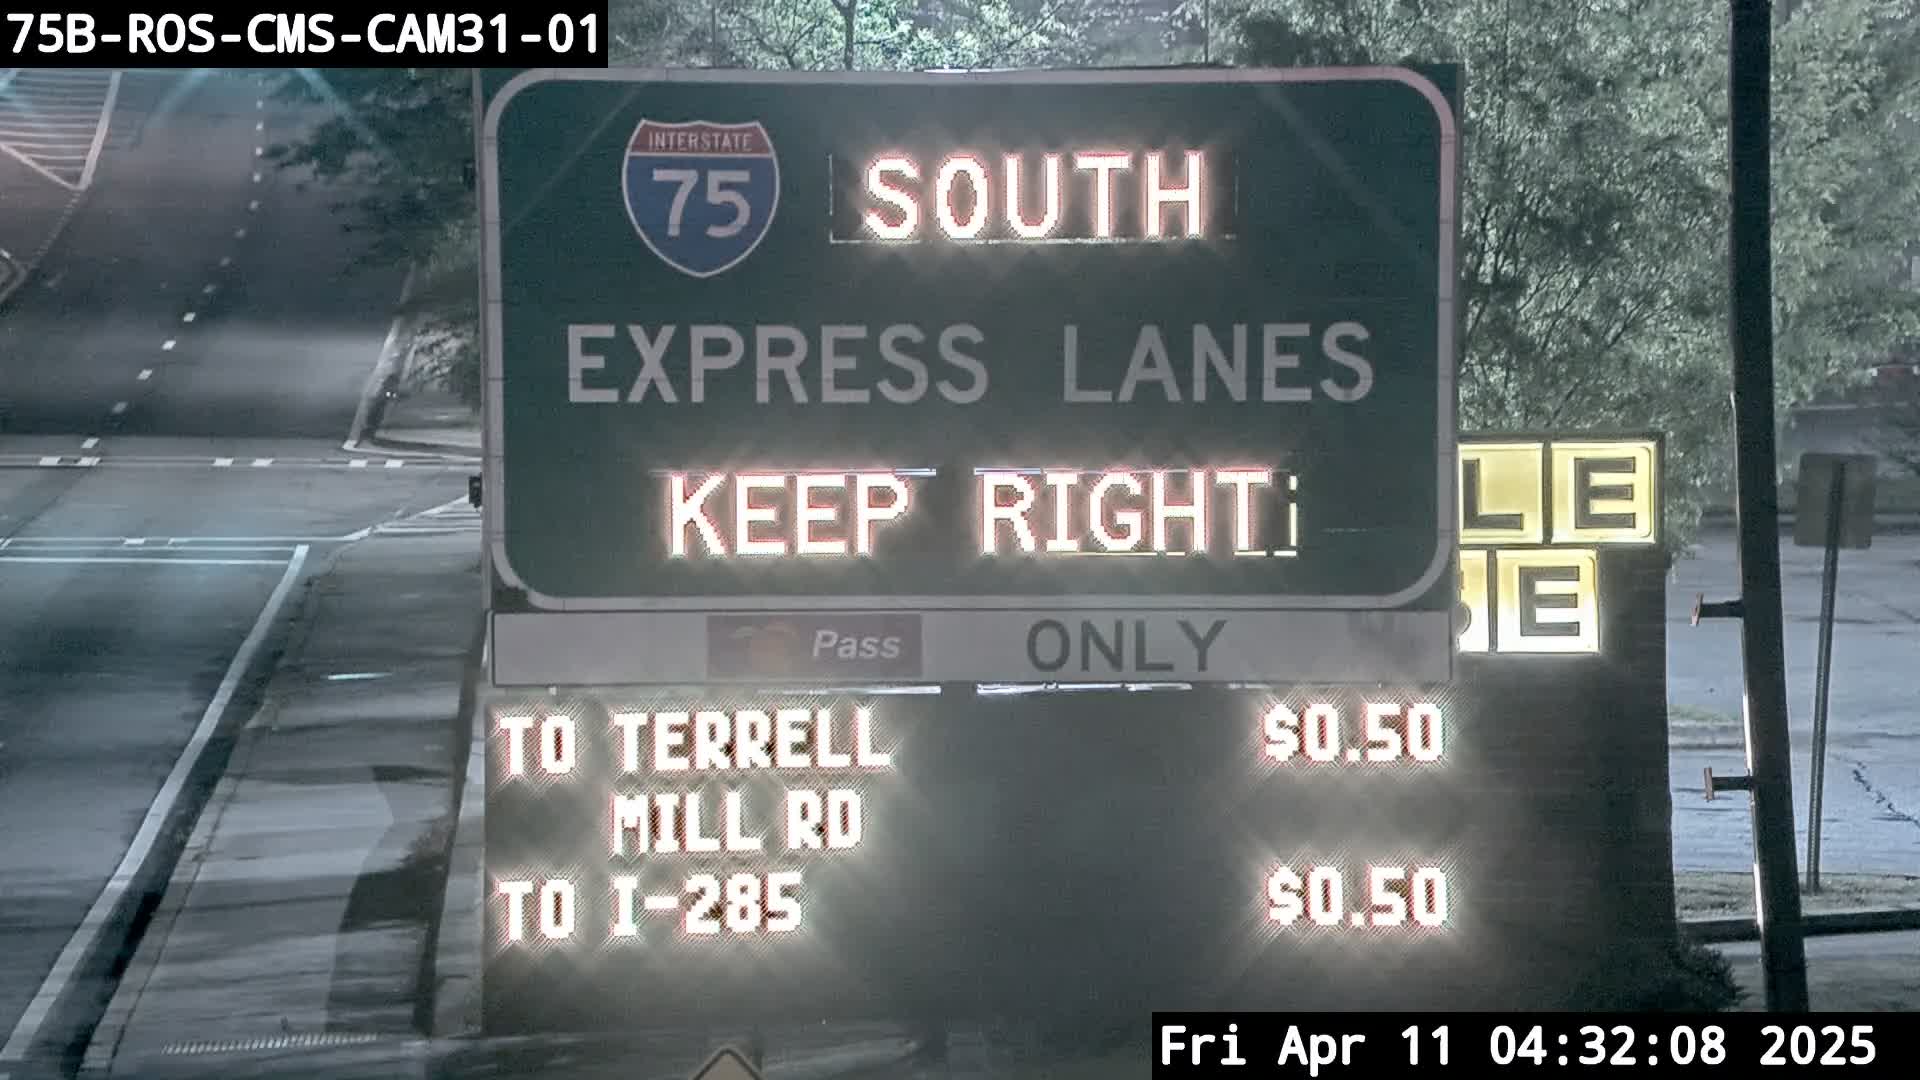 75B-ROS-CMS-CAM31-01
INTERSTATE
75
SOUTH
EXPRESS LANES
KEEP RIGHT
LE
E
Pass ONLY
TO TERRELL $0.50
MILL RD
TO I-285 $0.50
Fri Apr 11 04:32:08 2025